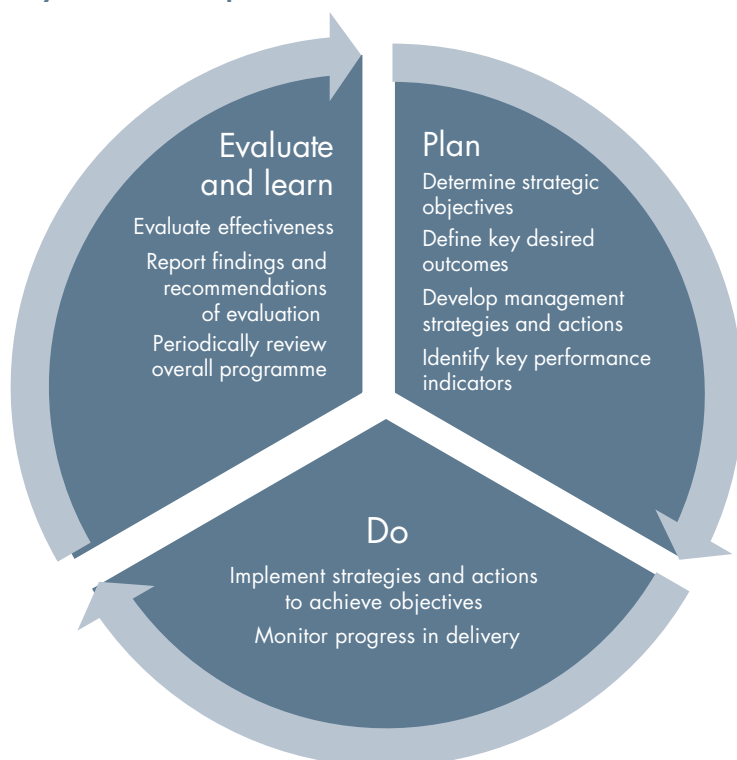 Evaluate
and learn
Evaluate effectiveness
Report findings and
recommendations
of evaluation
Periodically review
overall programme
Plan
Determine strategic
objectives
Define key desired
outcomes
Develop management
strategies and actions
Identify key performance
indicators
Do
Implement strategies and actions
to achieve objectives
Monitor progress in delivery